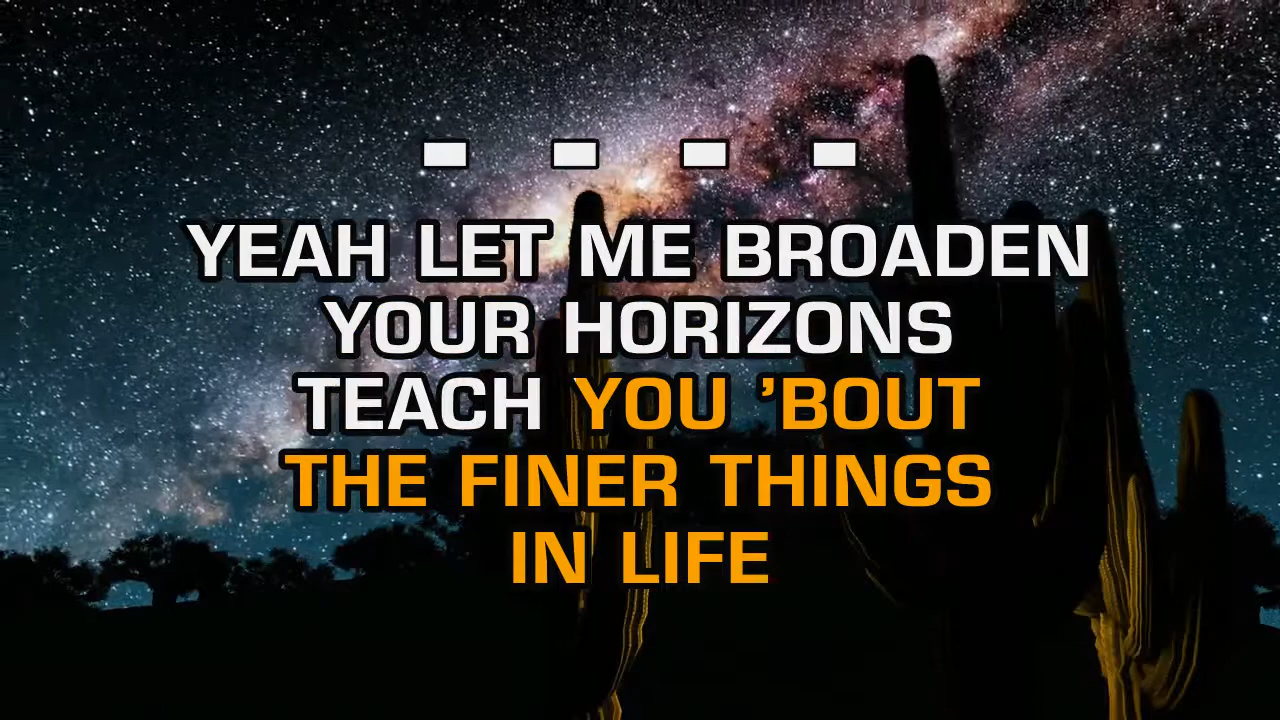 - - - -
YEAH LET ME BROADEN
YOUR HORIZONS
TEACH YOU ’BOUT
THE FINER THINGS
IN LIFE